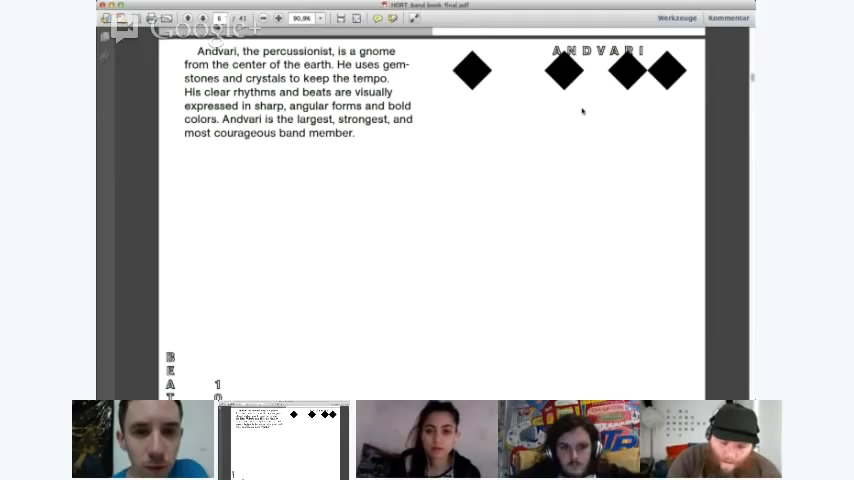 HORT_band book_final.pdf
6 / 41
90,9%
Werkzeuge
Kommentar
Google+
Andvari, the percussionist, is a gnome
from the center of the earth. He uses gem-
stones and crystals to keep the tempo.
His clear rhythms and beats are visually
expressed in sharp, angular forms and bold
colors. Andvari is the largest, strongest, and
most courageous band member.
ANDVARI
B
E
A
T
1
0